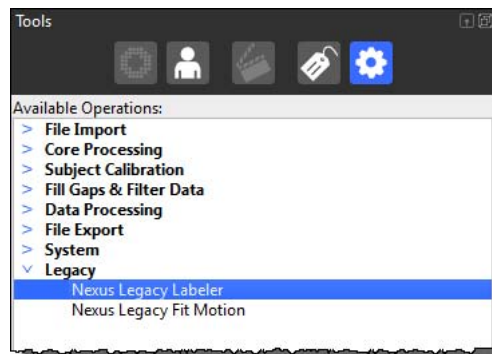 Tools
Available Operations:
File Import
Core Processing
Subject Calibration
Fill Gaps & Filter Data
Data Processing
File Export
System
Legacy
Nexus Legacy Labeler
Nexus Legacy Fit Motion